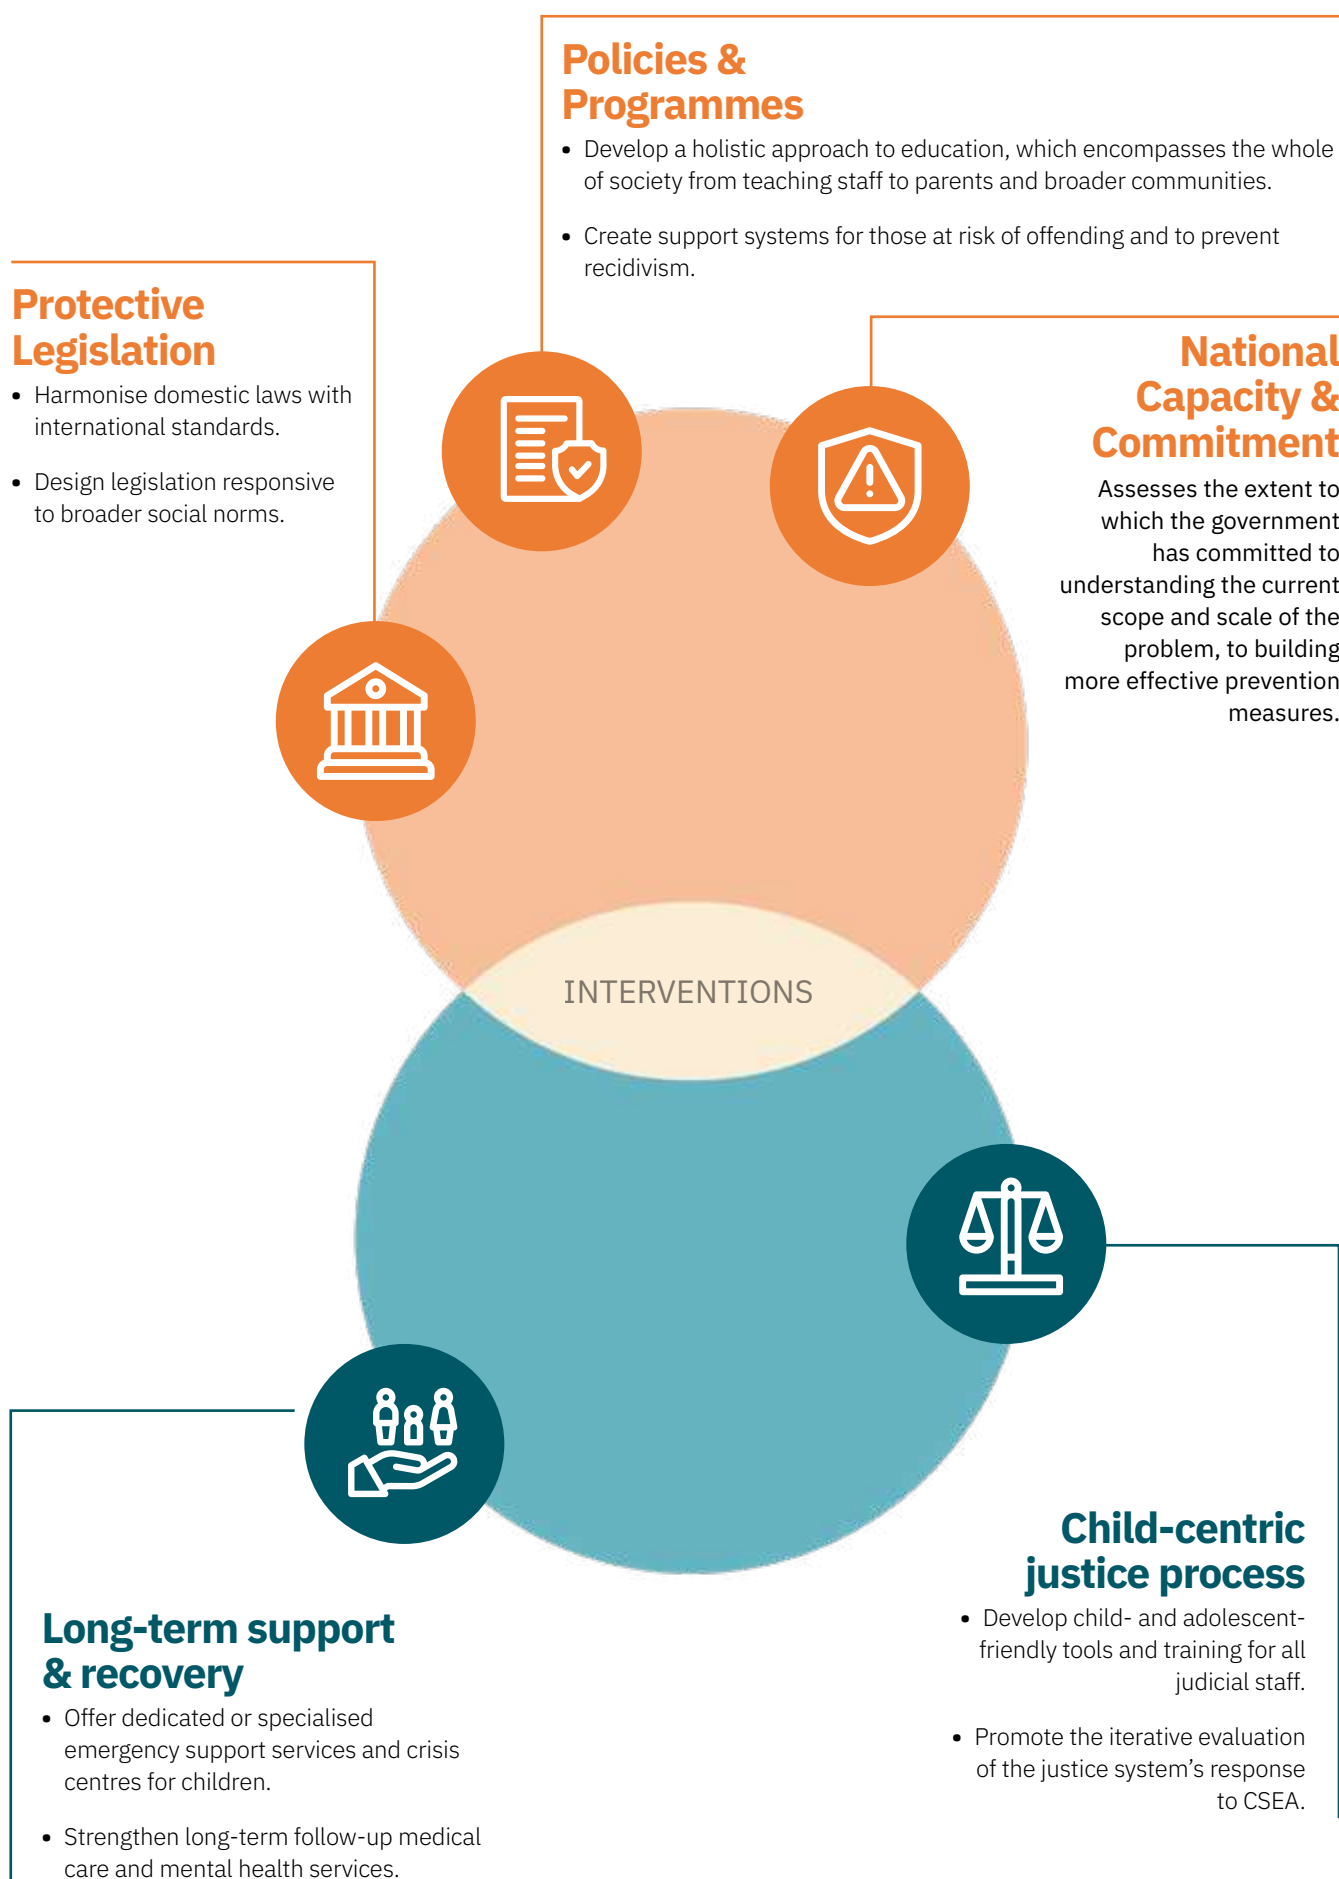 Policies &
Programmes
• Develop a holistic approach to education, which encompasses the whole
of society from teaching staff to parents and broader communities.
• Create support systems for those at risk of offending and to prevent
recidivism.
Protective
Legislation
• Harmonise domestic laws with
international standards.
• Design legislation responsive
to broader social norms.
National
Capacity &
Commitment
Assesses the extent to
which the government
has committed to
understanding the current
scope and scale of the
problem, to building
more effective prevention
measures.
INTERVENTIONS
Child-centric
justice process
• Develop child- and adolescent-
friendly tools and training for all
judicial staff.
• Promote the iterative evaluation
of the justice system’s response
to CSEA.
Long-term support
& recovery
• Offer dedicated or specialised
emergency support services and crisis
centres for children.
• Strengthen long-term follow-up medical
care and mental health services.